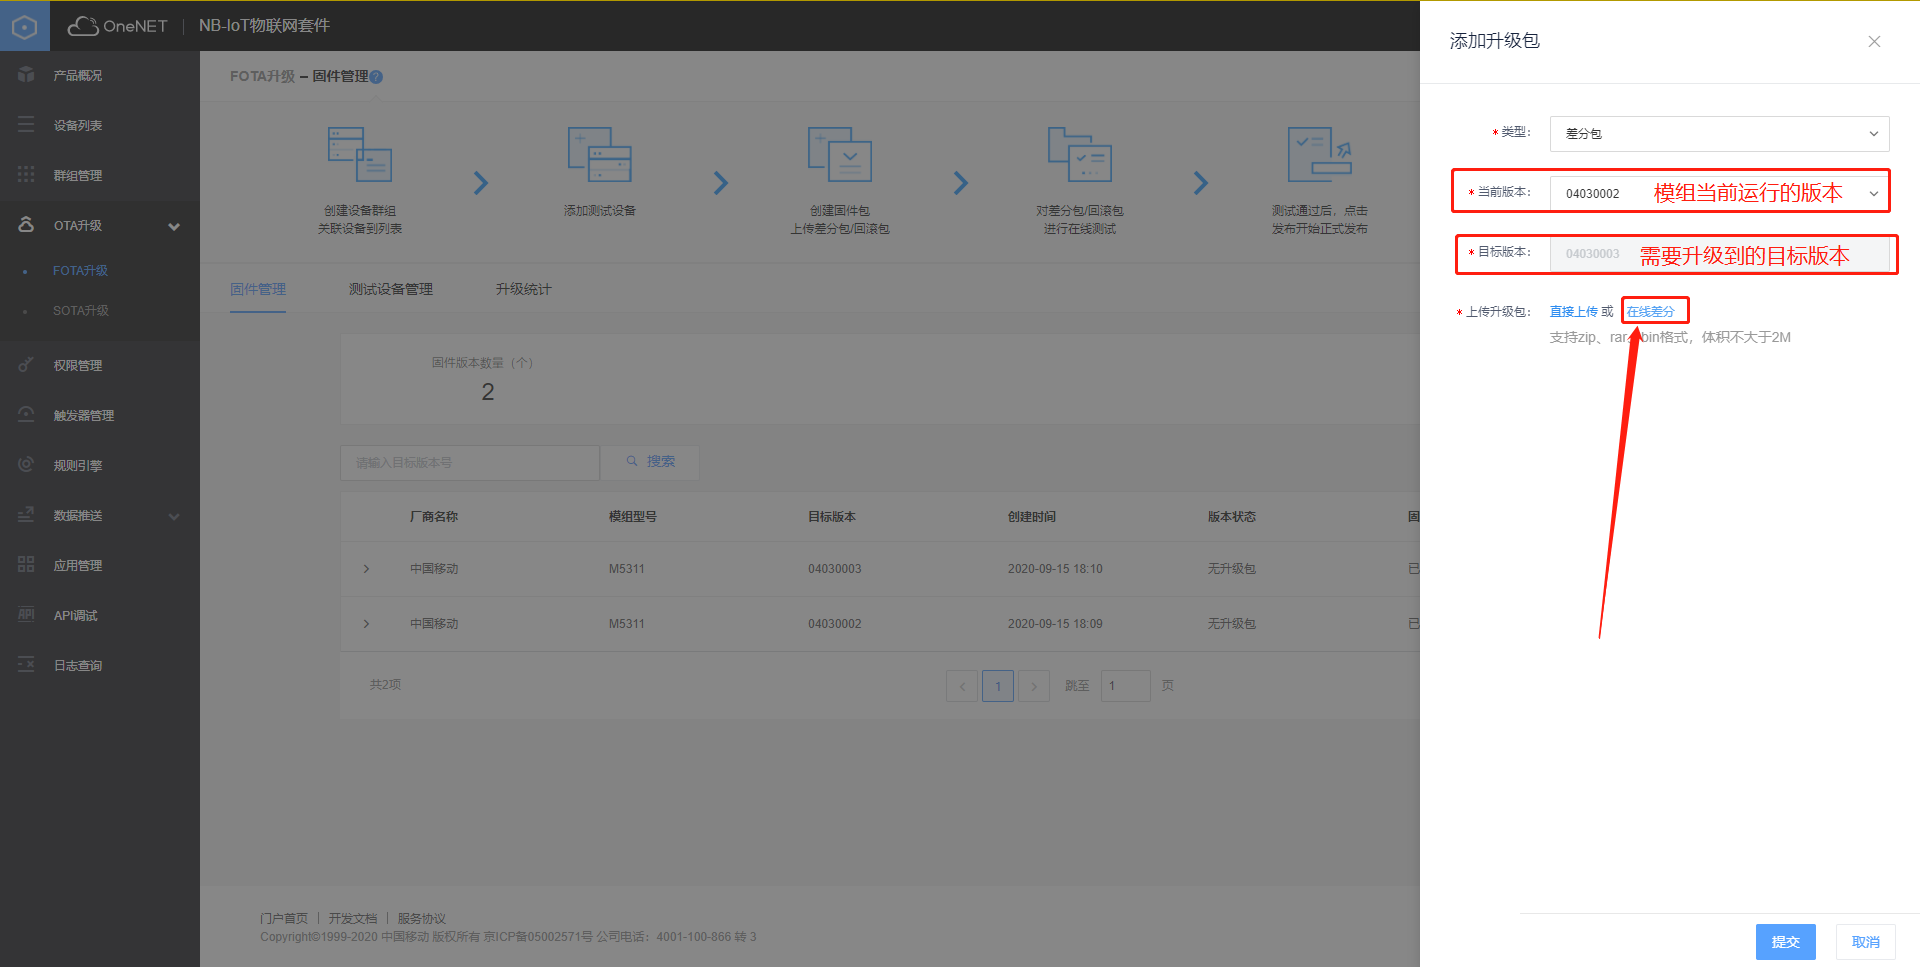 OneNET | NB-IoT物联网套件
产品概况
设备列表
群组管理
OTA升级
FOTA升级
SOTA升级
权限管理
触发器管理
规则引擎
数据推送
应用管理
API调试
日志查询
FOTA升级 – 固件管理?
创建设备群组
关联设备到列表
添加测试设备
创建固件包
上传差分包/回滚包
对差分包/回滚包
进行在线测试
测试通过后，点击
发布开始正式发布
固件管理 测试设备管理 升级统计
固件版本数量（个）
2
请输入目标版本号 搜索
厂商名称 模组型号 目标版本 创建时间 版本状态 固
中国移动 M5311 04030003 2020-09-15 18:10 无升级包 已
中国移动 M5311 04030002 2020-09-15 18:09 无升级包 已
共2项 1 跳至 1 页
门户首页 | 开发文档 | 服务协议
Copyright©1999-2020 中国移动 版权所有 京ICP备05002571号 公司电话：4001-100-866 转 3
添加升级包
* 类型： 差分包
* 当前版本： 04030002 模组当前运行的版本
* 目标版本： 04030003 需要升级到的目标版本
* 上传升级包： 直接上传 或 在线差分
支持zip、rar、bin格式，体积不大于2M
提交 取消